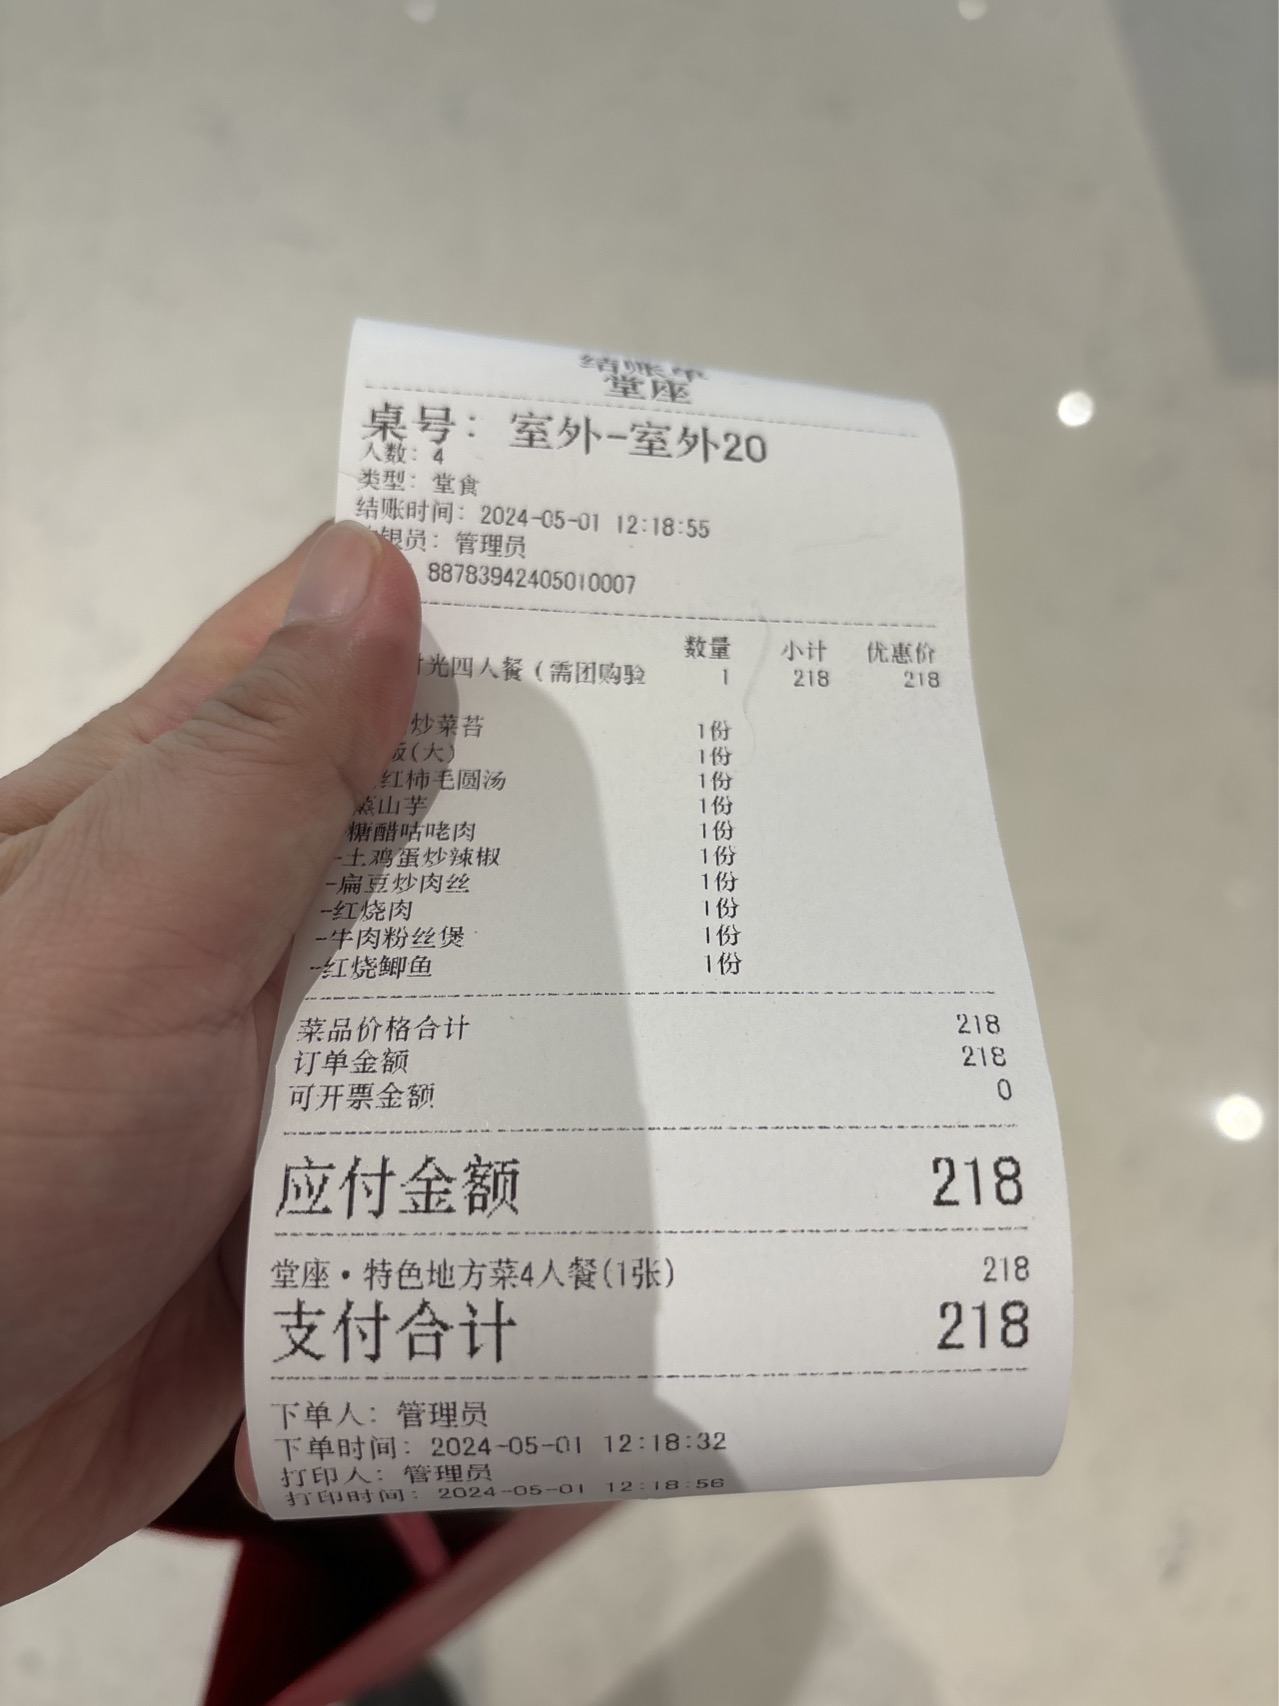 结账单
堂座
桌号：室外-室外20
人数：4
类型：堂食
结账时间：2024-05-01 12:18:55
银员：管理员
88783942405010007
数量 小计 优惠价
光四人餐（需团购验 1 218 218
炒菜苔 1份
饭(大) 1份
红柿毛圆汤 1份
蒸山芋 1份
糖醋咕咾肉 1份
-土鸡蛋炒辣椒 1份
-扁豆炒肉丝 1份
-红烧肉 1份
-牛肉粉丝煲 1份
-红烧鲫鱼 1份
菜品价格合计 218
订单金额 218
可开票金额 0
应付金额 218
堂座·特色地方菜4人餐(1张) 218
支付合计 218
下单人：管理员
下单时间：2024-05-01 12:18:32
打印人：管理员
打印时间：2024-05-01 12:18:56